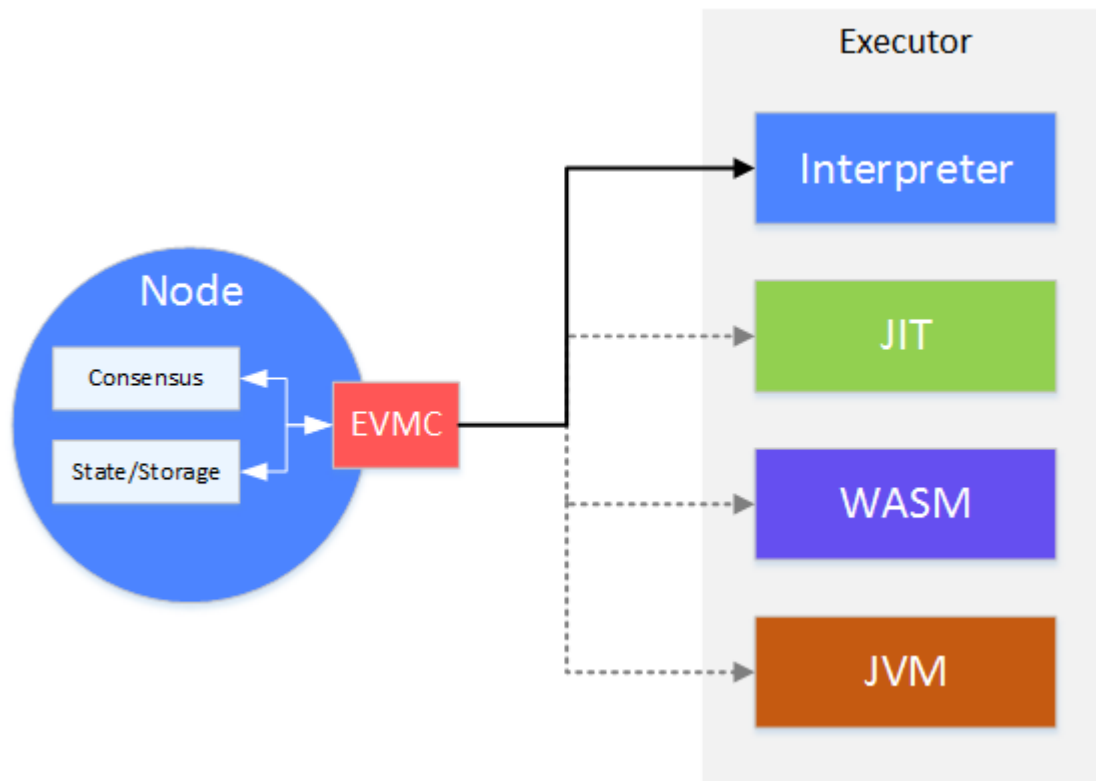 Executor
Interpreter
Node
JIT
Consensus
EVMC
State/Storage
WASM
JVM